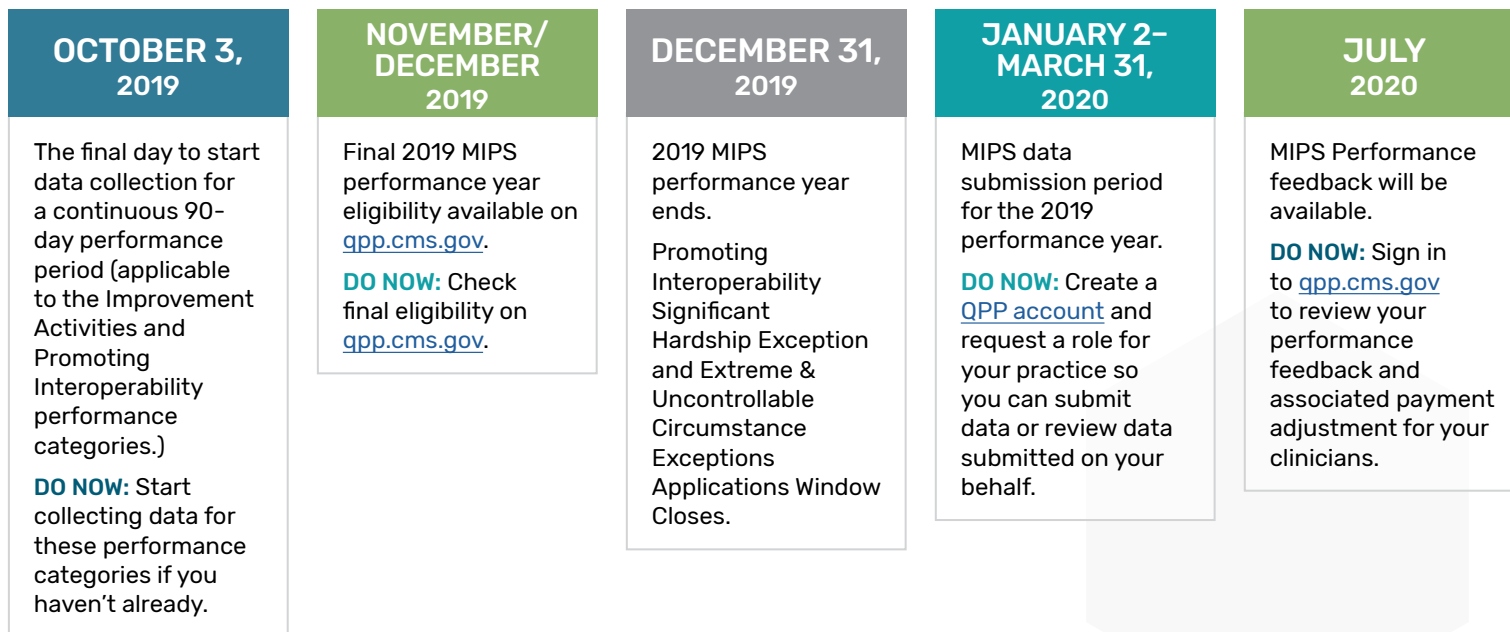 OCTOBER 3,
2019
The final day to start
data collection for
a continuous 90-
day performance
period (applicable
to the Improvement
Activities and
Promoting
Interoperability
performance
categories.)
DO NOW: Start
collecting data for
these performance
categories if you
haven’t already.
NOVEMBER/
DECEMBER
2019
Final 2019 MIPS
performance year
eligibility available on
qpp.cms.gov.
DO NOW: Check
final eligibility on
qpp.cms.gov.
DECEMBER 31,
2019
2019 MIPS
performance year
ends.
Promoting
Interoperability
Significant
Hardship Exception
and Extreme &
Uncontrollable
Circumstance
Exceptions
Applications Window
Closes.
JANUARY 2–
MARCH 31,
2020
MIPS data
submission period
for the 2019
performance year.
DO NOW: Create a
QPP account and
request a role for
your practice so
you can submit
data or review data
submitted on your
behalf.
JULY
2020
MIPS Performance
feedback will be
available.
DO NOW: Sign in
to qpp.cms.gov
to review your
performance
feedback and
associated payment
adjustment for your
clinicians.